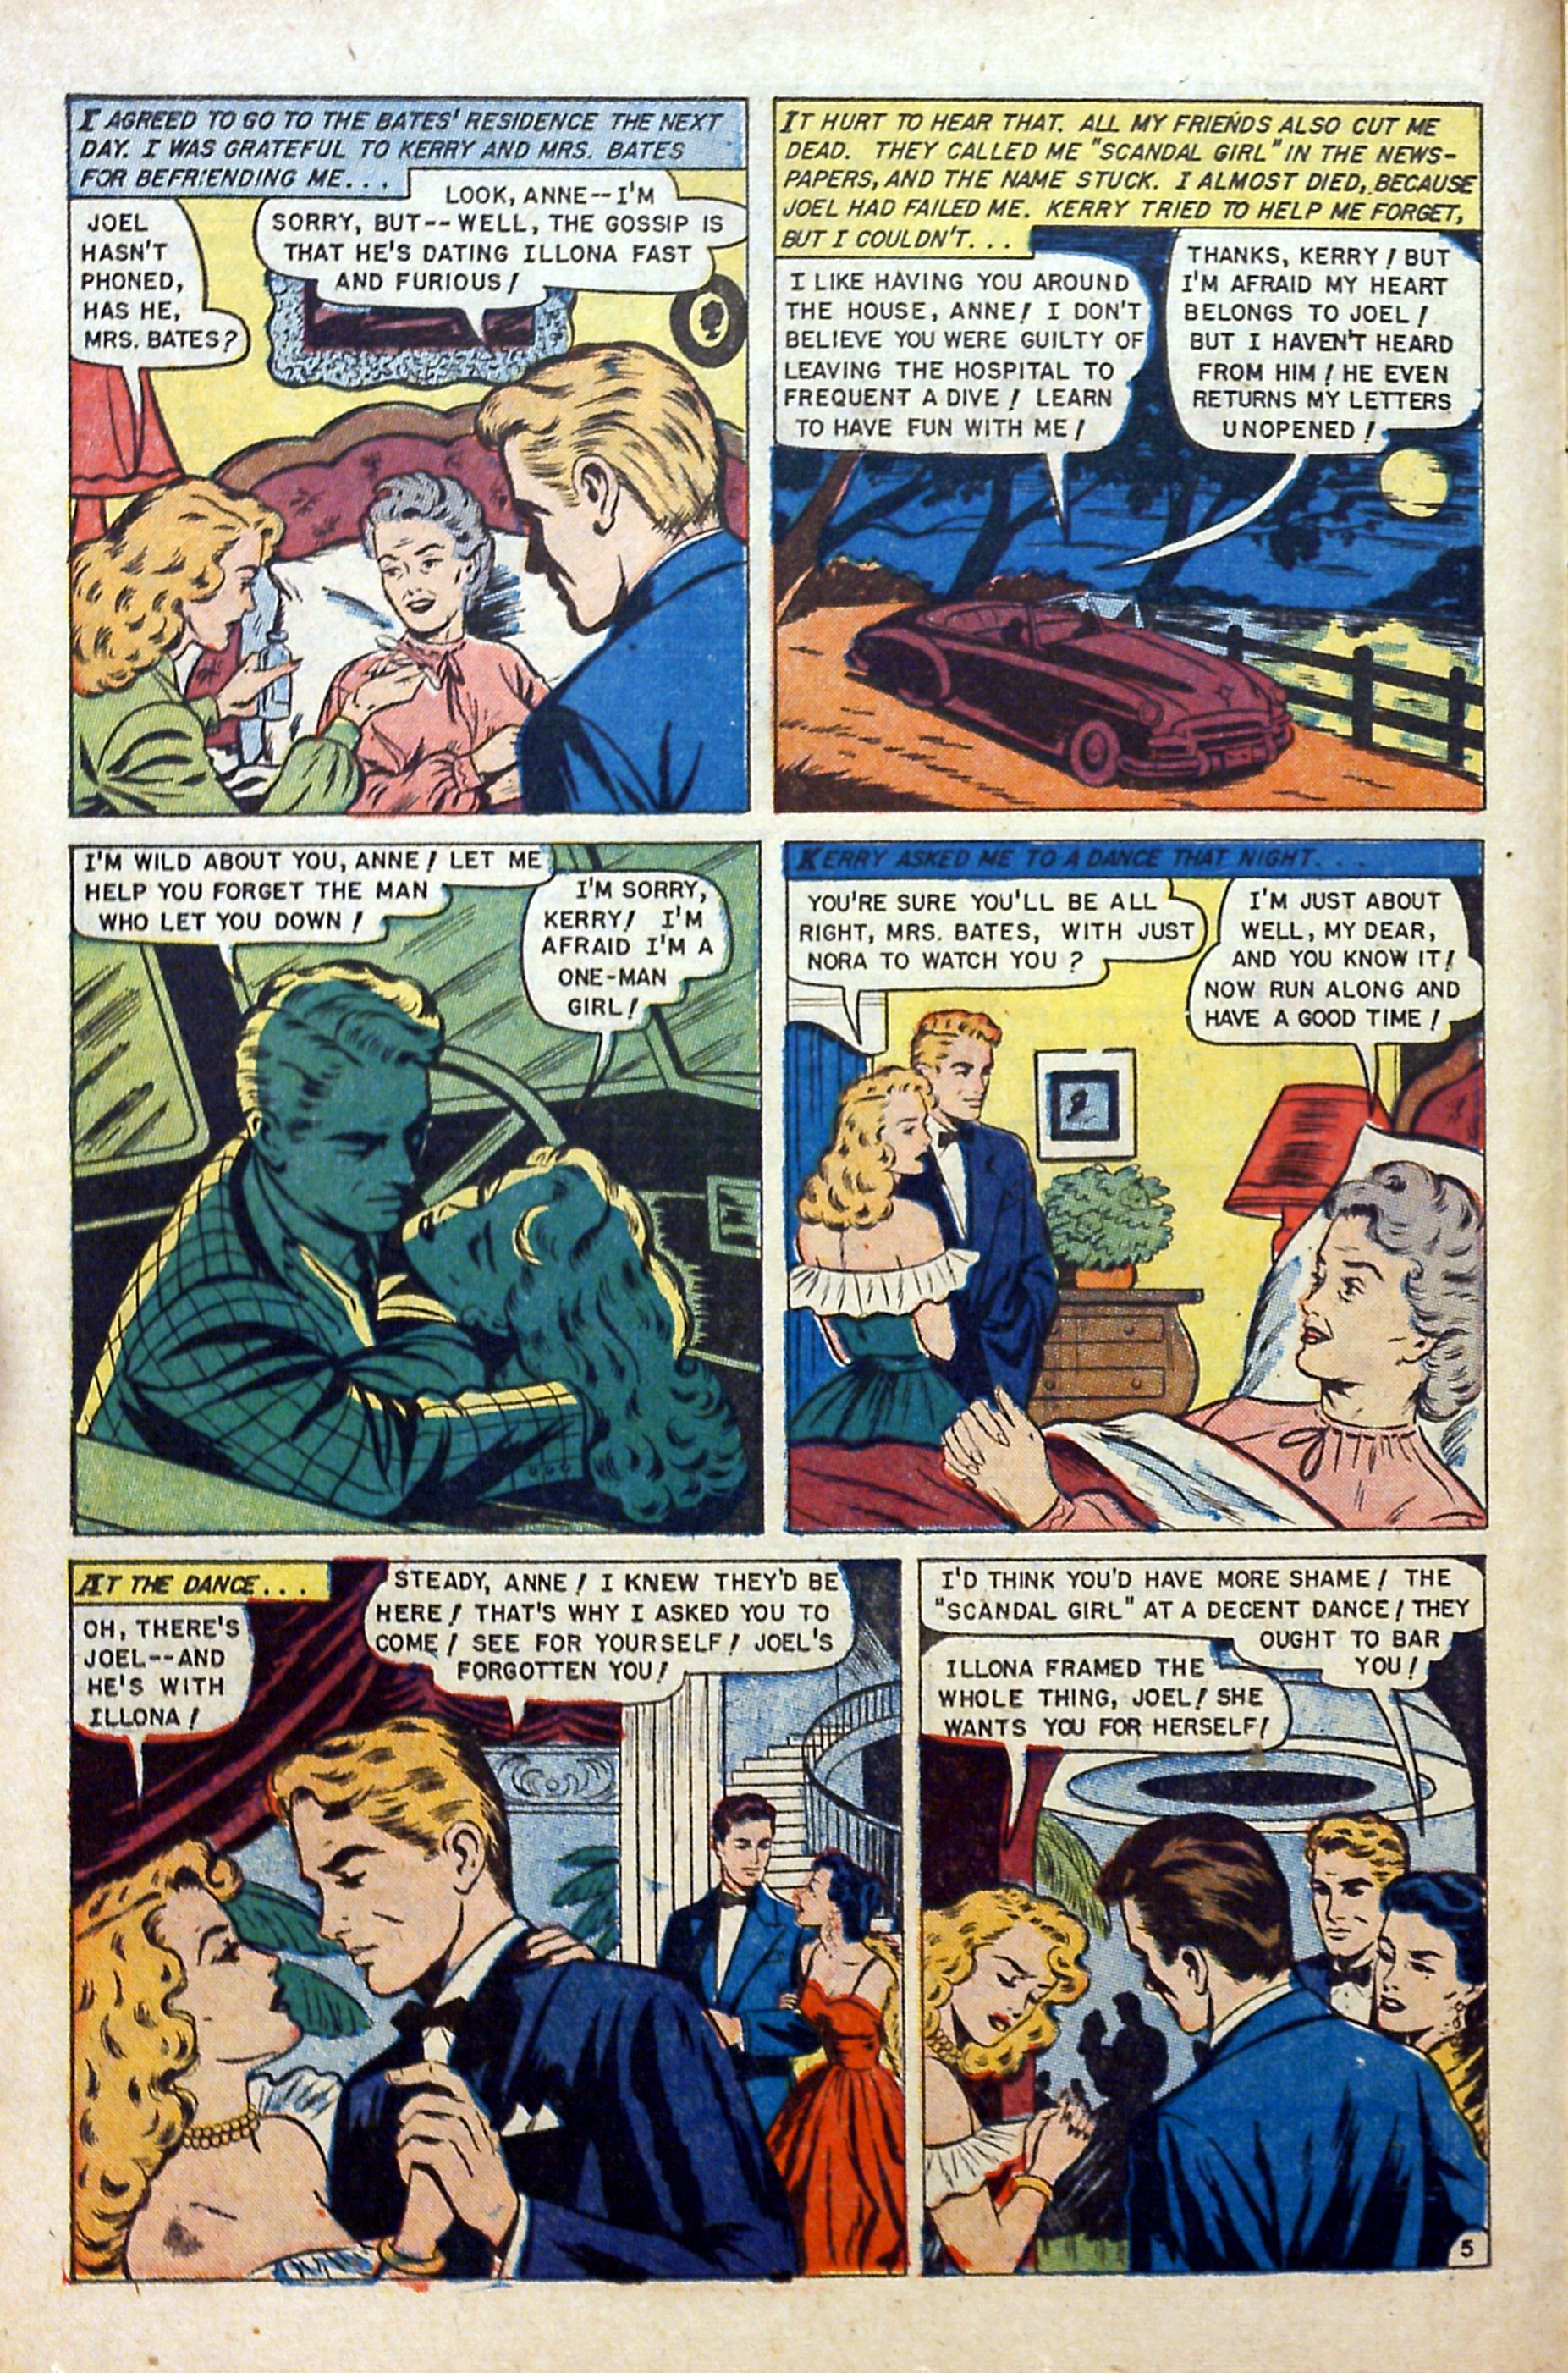 I AGREED TO GO TO THE BATES' RESIDENCE THE NEXT
DAY. I WAS GRATEFUL TO KERRY AND MRS. BATES
FOR BEFRIENDING ME...
JOEL
HASN'T
PHONED,
HAS HE,
MRS. BATES?
LOOK, ANNE--I'M
SORRY, BUT--WELL, THE GOSSIP IS
THAT HE'S DATING ILLONA FAST
AND FURIOUS!
IT HURT TO HEAR THAT. ALL MY FRIENDS ALSO CUT ME
DEAD. THEY CALLED ME "SCANDAL GIRL" IN THE NEWS-
PAPERS, AND THE NAME STUCK. I ALMOST DIED, BECAUSE
JOEL HAD FAILED ME. KERRY TRIED TO HELP ME FORGET,
BUT I COULDN'T...
I LIKE HAVING YOU AROUND
THE HOUSE, ANNE! I DON'T
BELIEVE YOU WERE GUILTY OF
LEAVING THE HOSPITAL TO
FREQUENT A DIVE! LEARN
TO HAVE FUN WITH ME!
THANKS, KERRY! BUT
I'M AFRAID MY HEART
BELONGS TO JOEL!
BUT I HAVEN'T HEARD
FROM HIM! HE EVEN
RETURNS MY LETTERS
UNOPENED!
I'M WILD ABOUT YOU, ANNE! LET ME
HELP YOU FORGET THE MAN
WHO LET YOU DOWN!
I'M SORRY,
KERRY! I'M
AFRAID I'M A
ONE-MAN
GIRL!
KERRY ASKED ME TO A DANCE THAT NIGHT...
YOU'RE SURE YOU'LL BE ALL
RIGHT, MRS. BATES, WITH JUST
NORA TO WATCH YOU?
I'M JUST ABOUT
WELL, MY DEAR,
AND YOU KNOW IT!
NOW RUN ALONG AND
HAVE A GOOD TIME!
AT THE DANCE...
OH, THERE'S
JOEL--AND
HE'S WITH
ILLONA!
STEADY, ANNE! I KNEW THEY'D BE
HERE! THAT'S WHY I ASKED YOU TO
COME! SEE FOR YOURSELF! JOEL'S
FORGOTTEN YOU!
I'D THINK YOU'D HAVE MORE SHAME! THE
"SCANDAL GIRL" AT A DECENT DANCE! THEY
OUGHT TO BAR
YOU!
ILLONA FRAMED THE
WHOLE THING, JOEL! SHE
WANTS YOU FOR HERSELF!
5